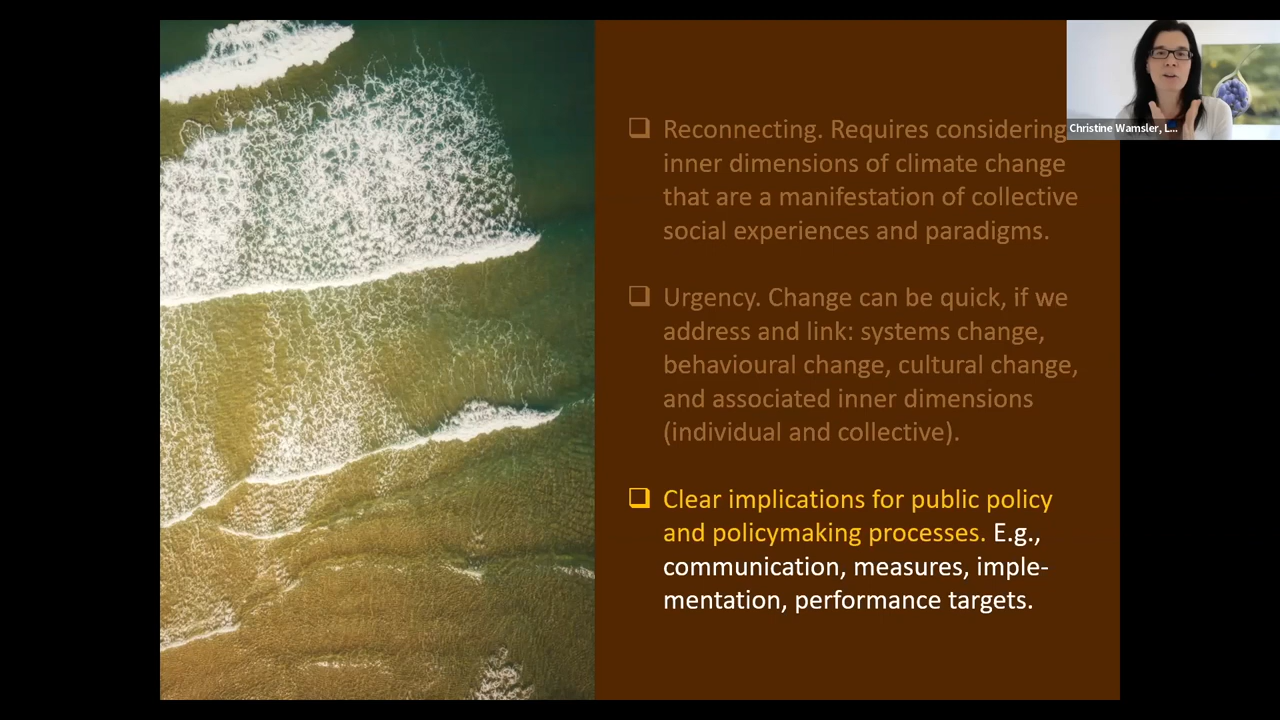 Reconnecting. Requires considering
inner dimensions of climate change
that are a manifestation of collective
social experiences and paradigms.
Urgency. Change can be quick, if we
address and link: systems change,
behavioural change, cultural change,
and associated inner dimensions
(individual and collective).
Clear implications for public policy
and policymaking processes. E.g.,
communication, measures, imple-
mentation, performance targets.
Christine Wamsler, L...